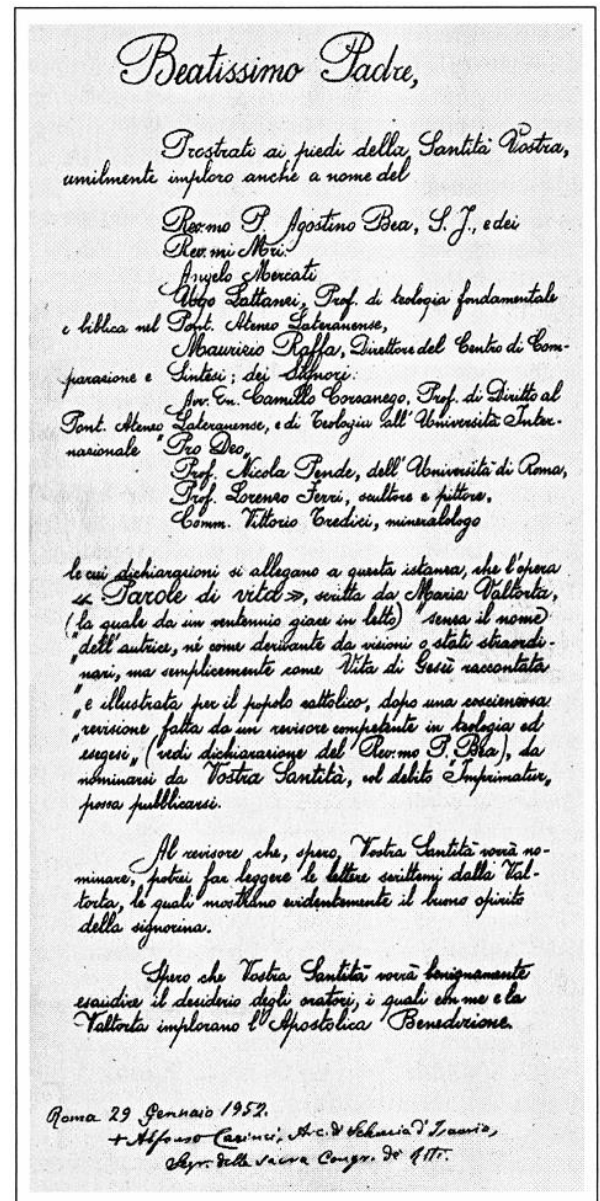 Beatissimo Padre,
Prostrati ai piedi della Santità Vostra,
umilmente imploro anche a nome del
Rev.mo P. Agostino Bea, S. J., e dei
Rev.mi Mri.
Angelo Mercati
Ugo Lattanzi, Prof. di teologia fondamentale
e biblica nel Pont. Ateneo Lateranense,
Maurizio Raffa, Direttore del Centro di Com-
parazione e Sintesi; dei Signori:
Avv. En. Camillo Corsanego, Prof. di Diritto al
Pont. Ateneo Lateranense, e di Teologia all'Università Inter-
nazionale "Pro Deo„
Prof. Nicola Pende, dell'Università di Roma,
Prof. Lorenzo Ferri, scultore e pittore,
Comm. Vittorio Tredici, mineralologo
le cui dichiarazioni si allegano a questa istanza, che l'opera
« Parole di vita », scritta da Maria Valtorta,
(la quale da un ventennio giace in letto) "senza il nome
"dell'autrice, né come derivante da visioni o stati straordi-
"nari, ma semplicemente come Vita di Gesù raccontata
"e illustrata per il popolo cattolico, dopo una coscienziosa
"revisione fatta da un revisore competente in teologia ed
esegesi„ (vedi dichiarazione del Rev.mo P. Bea), da
nominarsi da Vostra Santità, col debito "Imprimatur„
possa pubblicarsi.
Al revisore che, spero, Vostra Santità vorrà no-
minare, potrei far leggere le lettere scrittemi dalla Val-
torta, le quali mostrano evidentemente il buono spirito
della signorina.
Spero che Vostra Santità vorrà benignamente
esaudire il desiderio degli oratori, i quali con me e la
Valtorta implorano l'Apostolica Benedizione.
Roma 29 Gennaio 1952.
+ Alfonso Carinci, Arc. di Seleucia d'Isauria,
Segr. della sacra Congr. dei Riti.